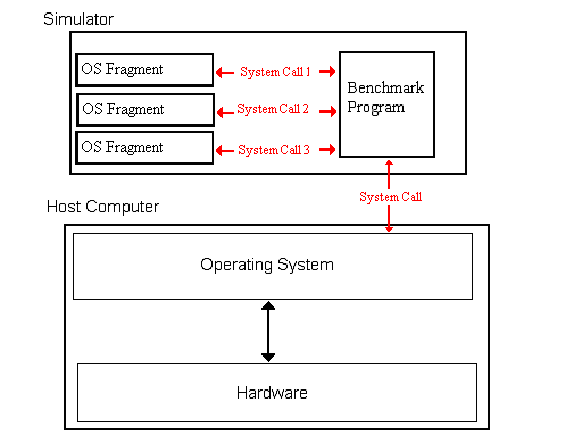 Simulator
OS Fragment
System Call 1
OS Fragment
System Call 2
OS Fragment
System Call 3
Benchmark
Program
System Call
Host Computer
Operating System
Hardware